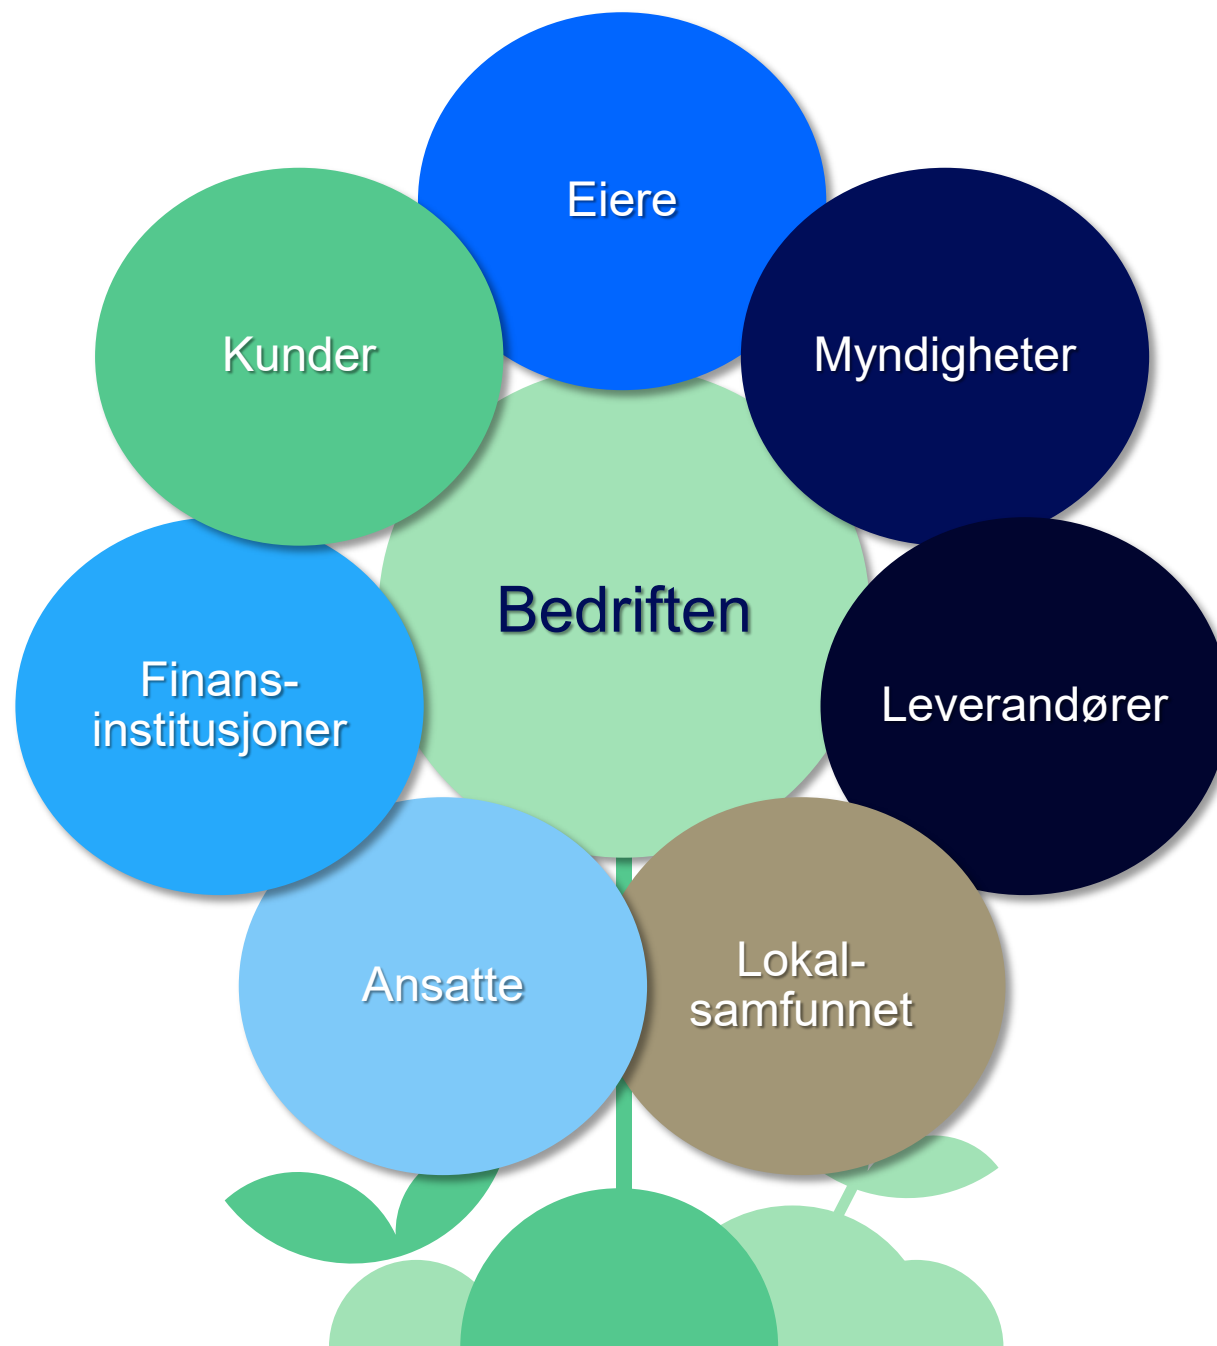 Eiere
Kunder
Myndigheter
Bedriften
Finans-
institusjoner
Leverandører
Ansatte
Lokal-
samfunnet